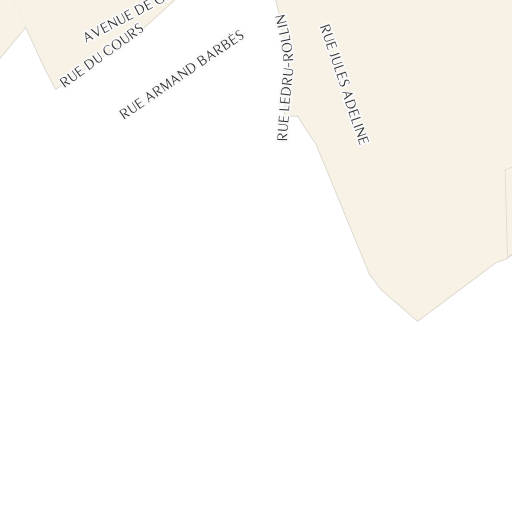 AVENUE DE
RUE DU COURS
RUE ARMAND BARBÈS
RUE LEDRU-ROLLIN
RUE JULES ADELINE